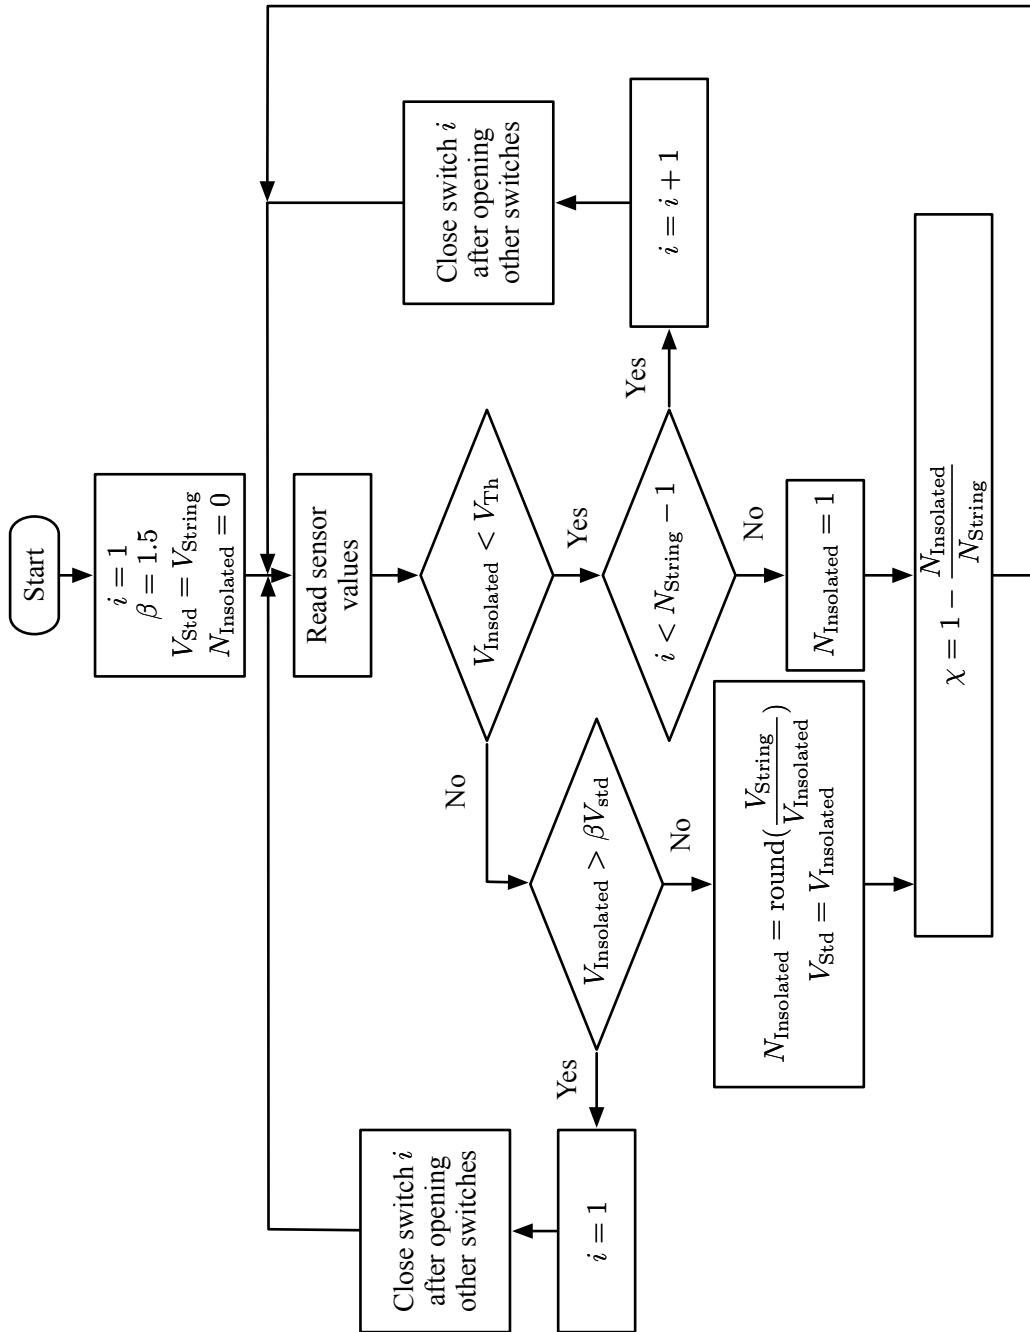 Start
i = 1
β = 1.5
V_Std = V_String
N_Insolated = 0
Read sensor
values
V_Insolated < V_Th
No
Yes
V_Insolated > βV_std
Yes
No
i = 1
Close switch i
after opening
other switches
N_Insolated = round(V_String / V_Insolated)
V_Std = V_Insolated
i < N_String − 1
Yes
No
i = i + 1
Close switch i
after opening
other switches
N_Insolated = 1
χ = 1 − N_Insolated / N_String